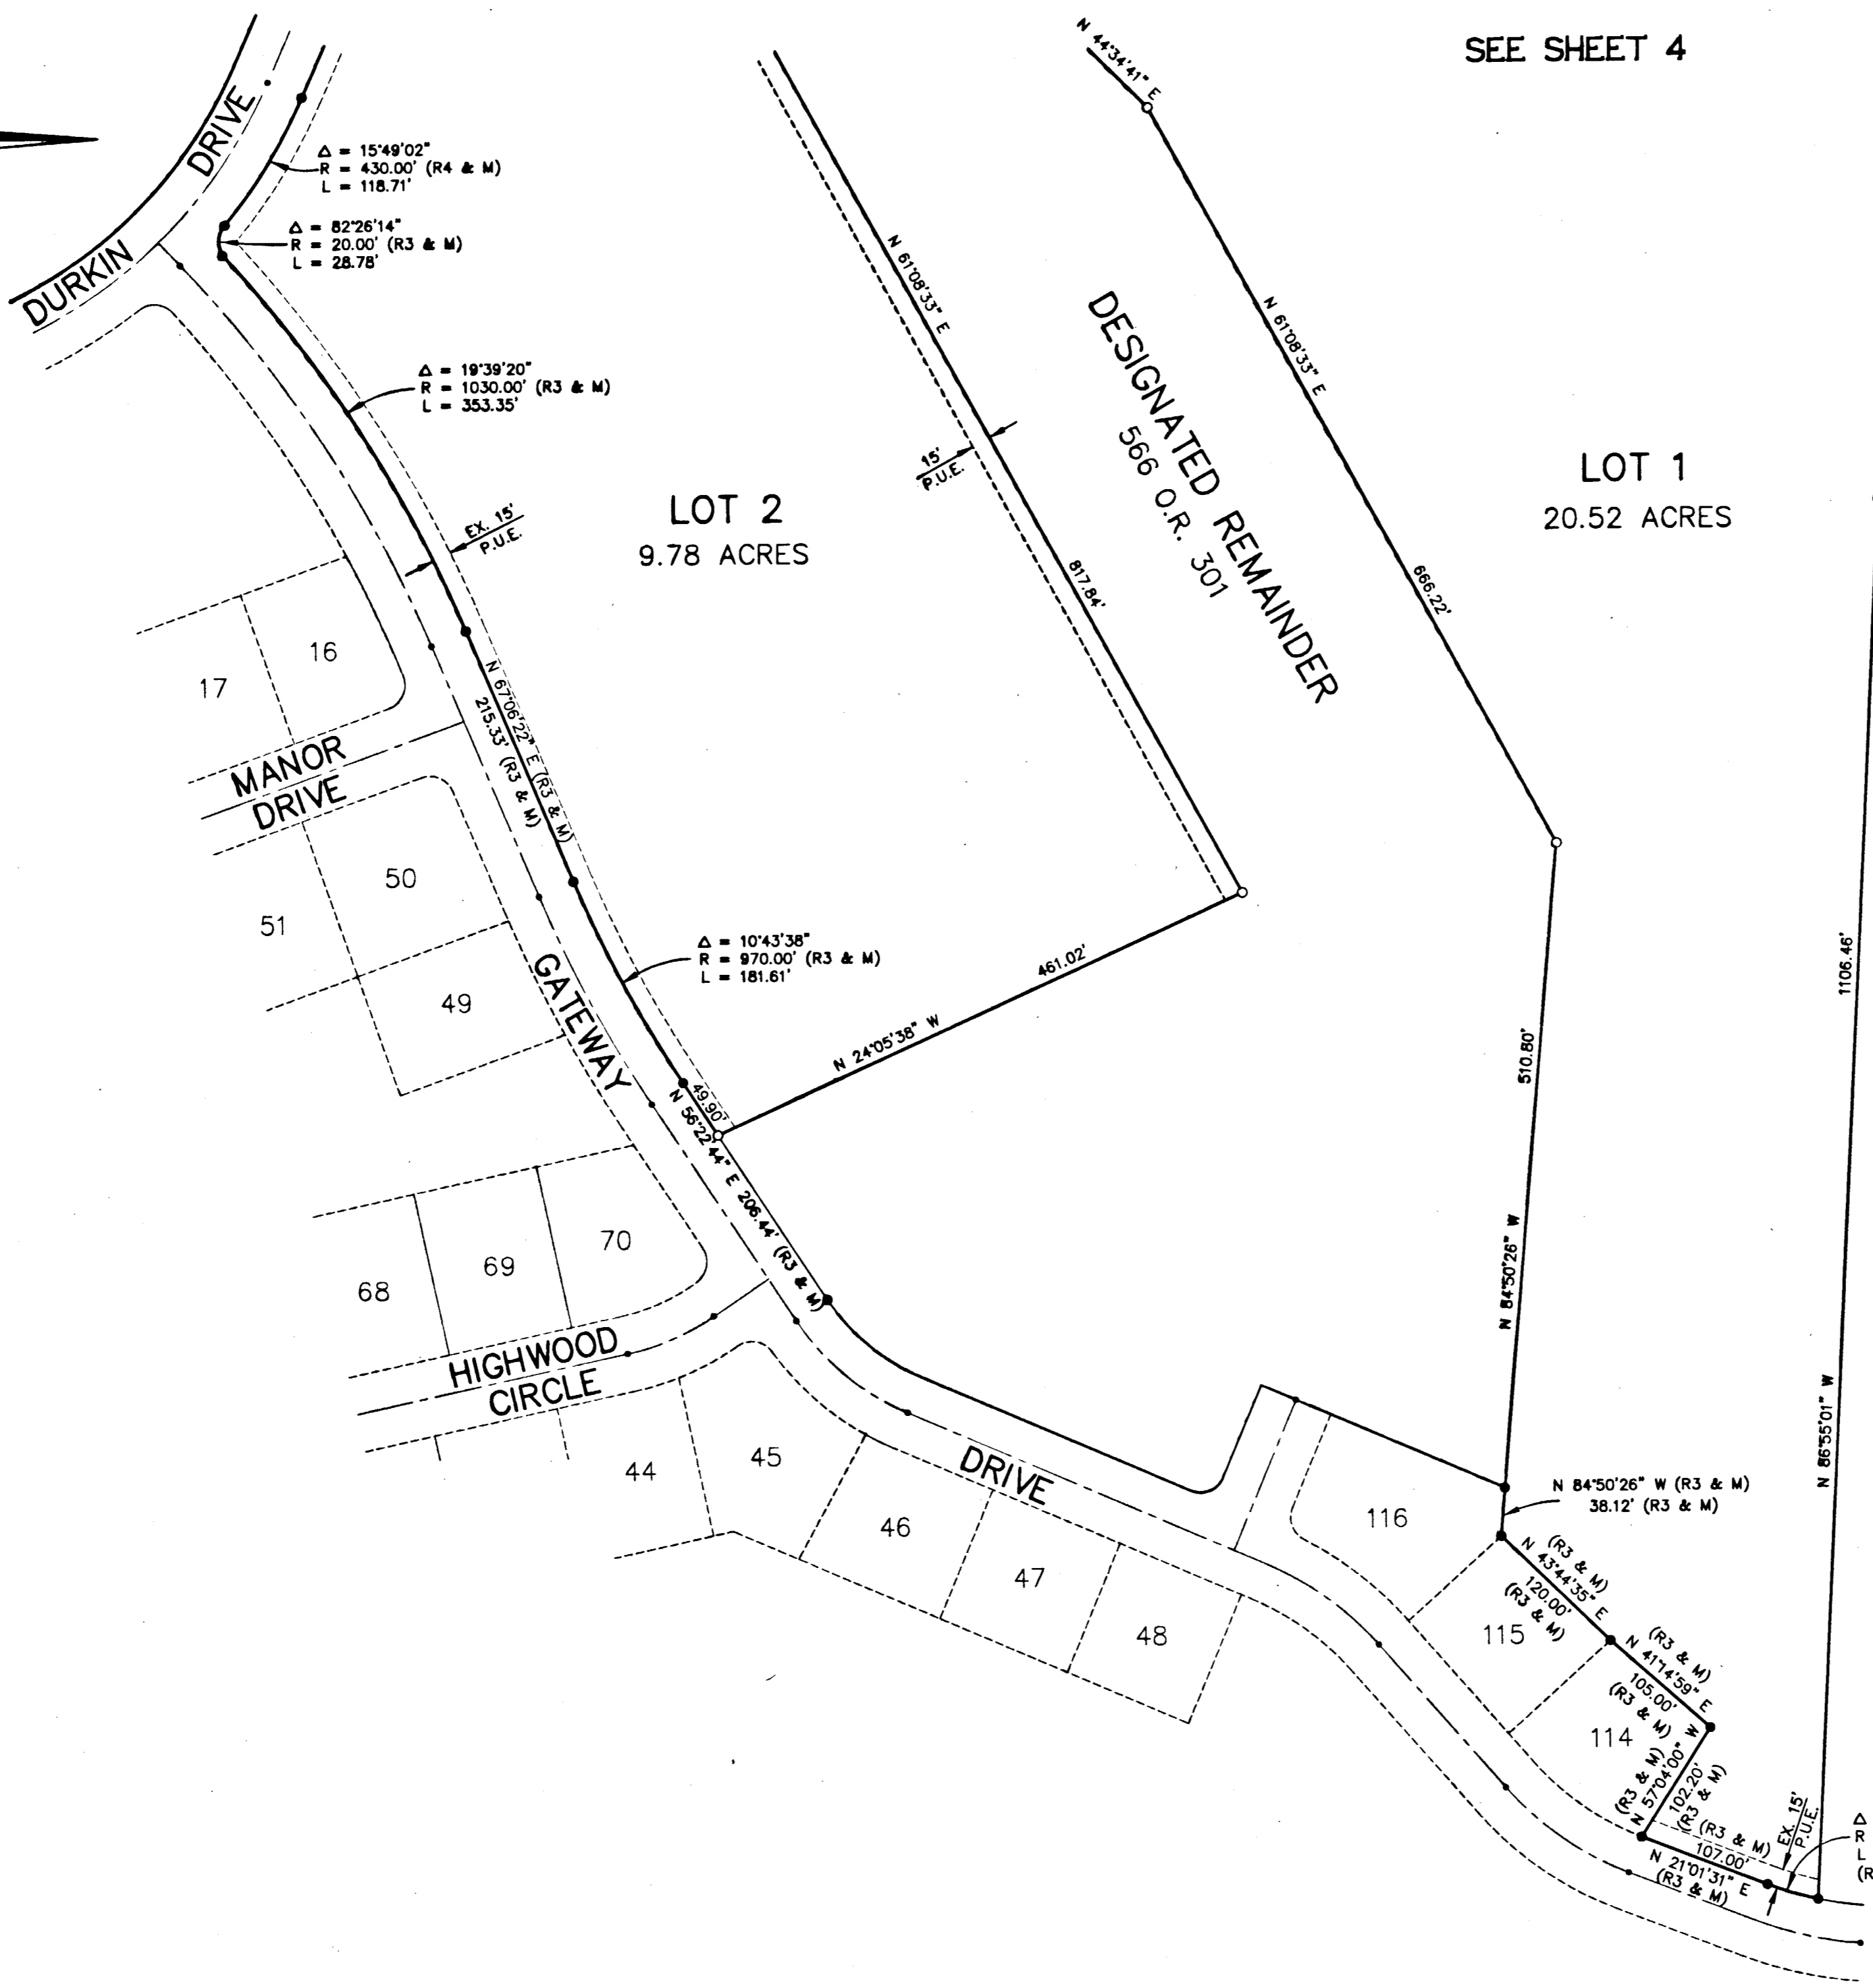 SEE SHEET 4
N 44°34'41" E
DURKIN DRIVE
Δ = 15°49'02"
R = 430.00' (R4 & M)
L = 118.71'
Δ = 82°26'14"
R = 20.00' (R3 & M)
L = 28.78'
Δ = 19°39'20"
R = 1030.00' (R3 & M)
L = 353.35'
N 61°08'33" E
817.84'
15'
P.U.E.
DESIGNATED REMAINDER
566 O.R. 301
N 61°08'33" E
666.22'
LOT 1
20.52 ACRES
LOT 2
9.78 ACRES
EX. 15'
P.U.E.
16
17
MANOR
DRIVE
N 67°06'22" E (R3 & M)
215.33' (R3 & M)
50
51
49
GATEWAY
Δ = 10°43'38"
R = 970.00' (R3 & M)
L = 181.61'
461.02'
N 24°05'38" W
49.90'
N 56°22'44" E 206.44' (R3 & M)
510.80'
N 84°50'26" W
1106.46'
N 86°55'01" W
70
69
68
HIGHWOOD
CIRCLE
44
45
DRIVE
46
47
48
116
N 84°50'26" W (R3 & M)
38.12' (R3 & M)
(R3 & M)
N 43°44'35" E
120.00'
(R3 & M)
115
(R3 & M)
N 41°14'59" E
105.00'
(R3 & M)
114
(R3 & M)
N 57°04'00" W
102.20'
(R3 & M)
(R3 & M)
107.00'
N 21°01'31" E
(R3 & M)
EX. 15'
P.U.E.
Δ
R
L
(R